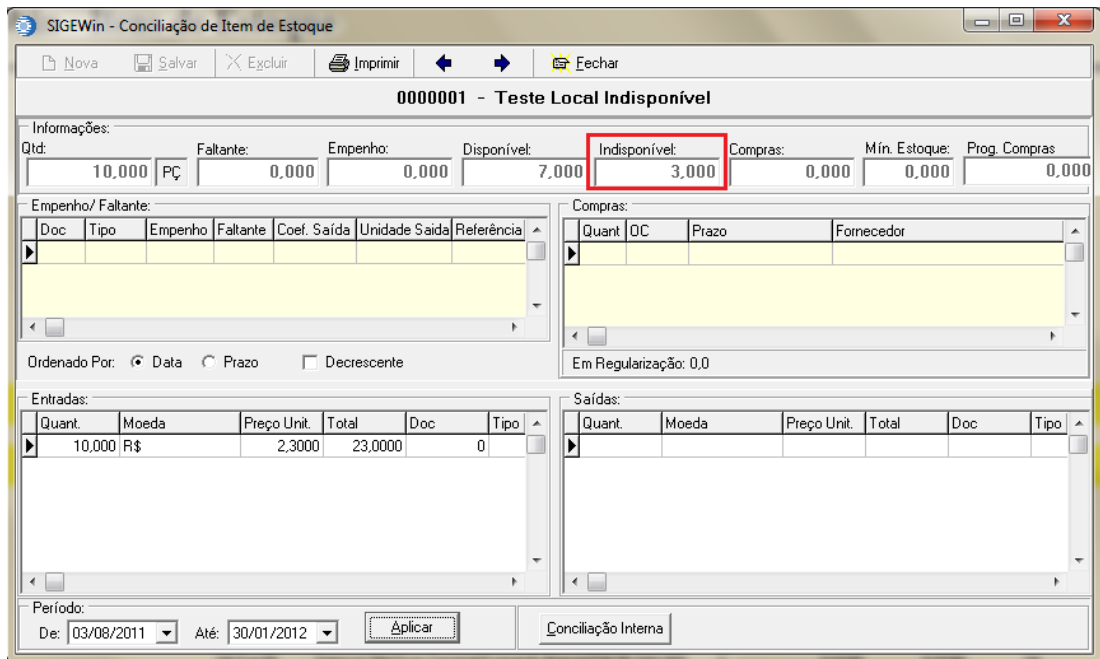 SIGEWin - Conciliação de Item de Estoque
Nova Salvar Excluir Imprimir Fechar
0000001 - Teste Local Indisponível
Informações:
Qtd: Faltante: Empenho: Disponível: Indisponível: Compras: Mín. Estoque: Prog. Compras
10,000 PÇ 0,000 0,000 7,000 3,000 0,000 0,000 0,000
Empenho/ Faltante:
Doc Tipo Empenho Faltante Coef. Saída Unidade Saida Referência
Compras:
Quant OC Prazo Fornecedor
Ordenado Por: Data Prazo Decrescente
Em Regularização: 0,0
Entradas:
Quant. Moeda Preço Unit. Total Doc Tipo
10,000 R$ 2,3000 23,0000 0
Saídas:
Quant. Moeda Preço Unit. Total Doc Tipo
Período:
De: 03/08/2011 Até: 30/01/2012 Aplicar
Conciliação Interna